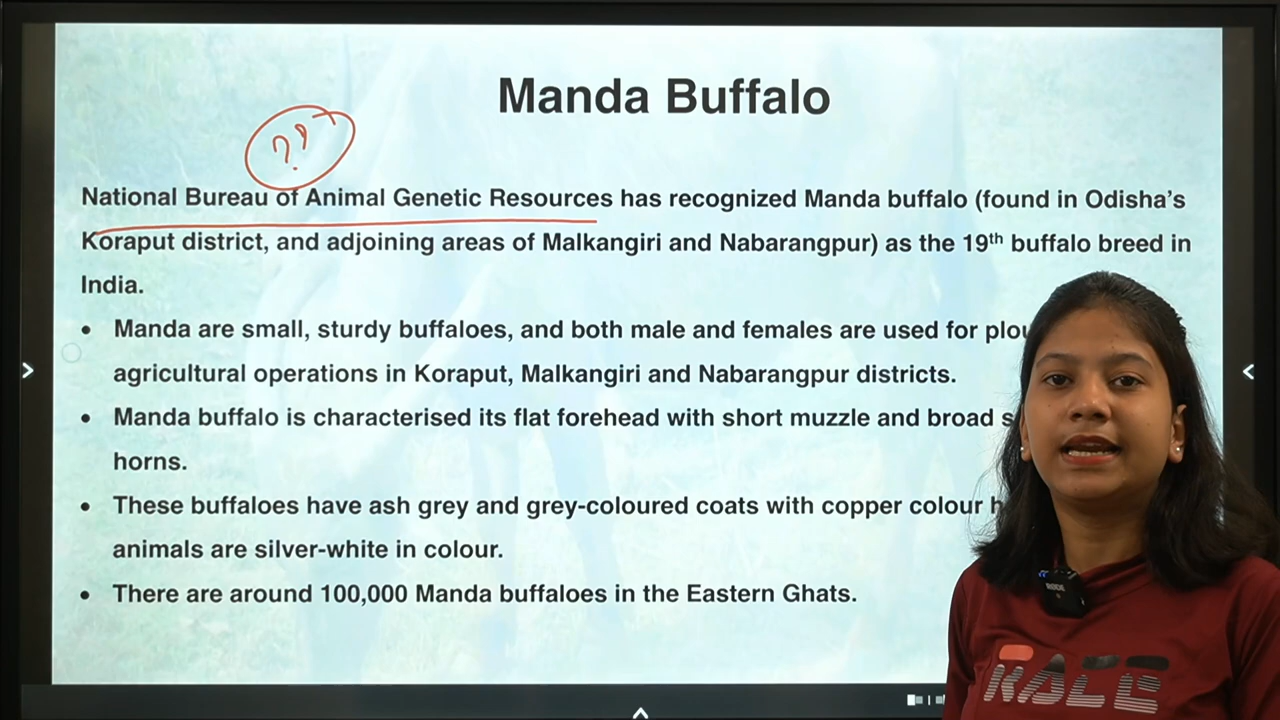 Manda Buffalo
??
National Bureau of Animal Genetic Resources has recognized Manda buffalo (found in Odisha's
Koraput district, and adjoining areas of Malkangiri and Nabarangpur) as the 19th buffalo breed in
India.
• Manda are small, sturdy buffaloes, and both male and females are used for
agricultural operations in Koraput, Malkangiri and Nabarangpur districts.
• Manda buffalo is characterised its flat forehead with short muzzle and broad
horns.
• These buffaloes have ash grey and grey-coloured coats with copper colour
animals are silver-white in colour.
• There are around 100,000 Manda buffaloes in the Eastern Ghats.
RACE